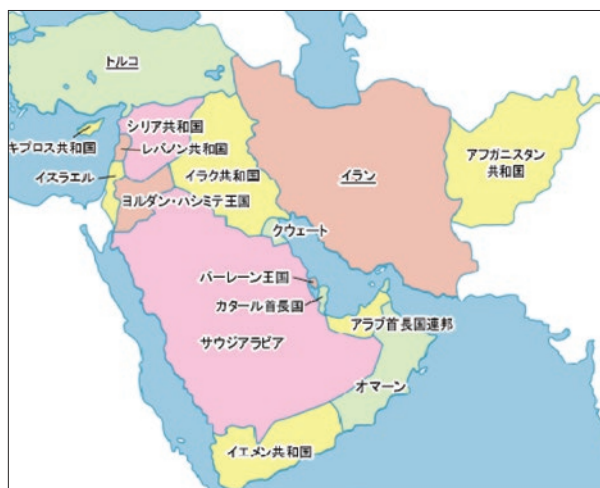 トルコ
シリア共和国
キプロス共和国
レバノン共和国
イスラエル
イラク共和国
ヨルダン・ハシミテ王国
イラン
アフガニスタン
共和国
クウェート
バーレーン王国
カタール首長国
アラブ首長国連邦
サウジアラビア
オマーン
イエメン共和国